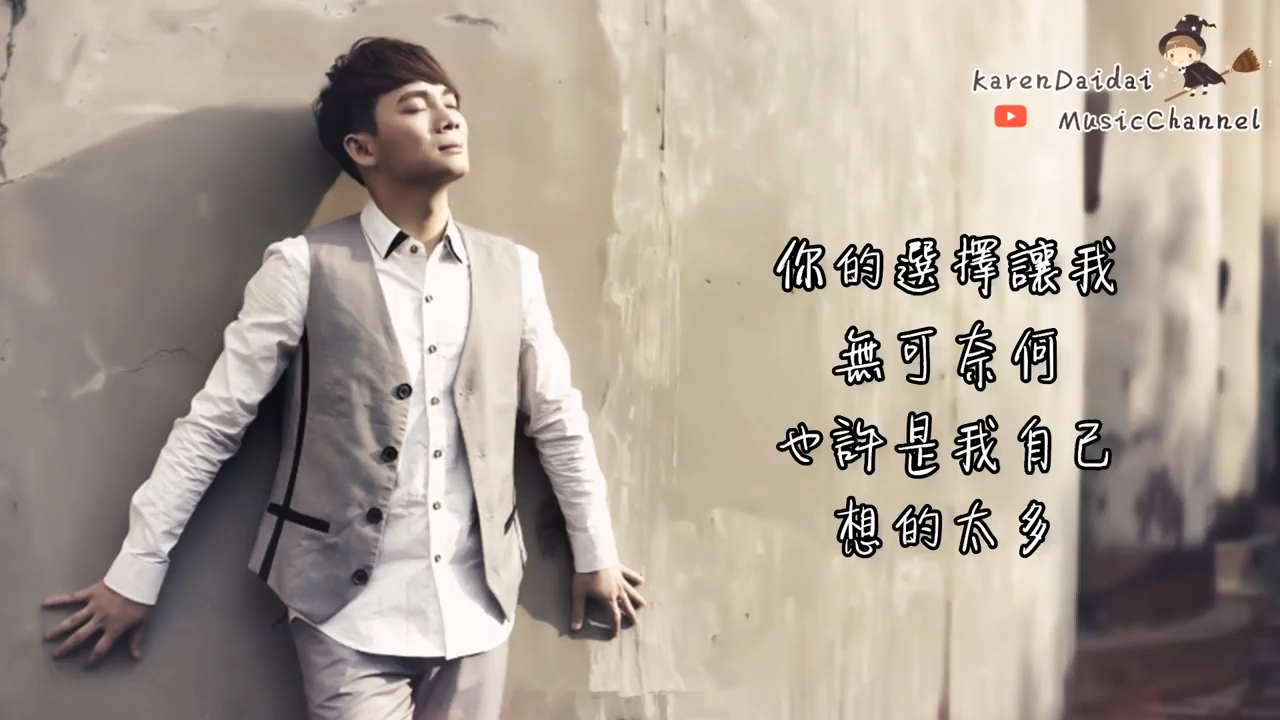 karenDaidai
MusicChannel
你的選擇讓我
無可奈何
也許是我自己
想的太多